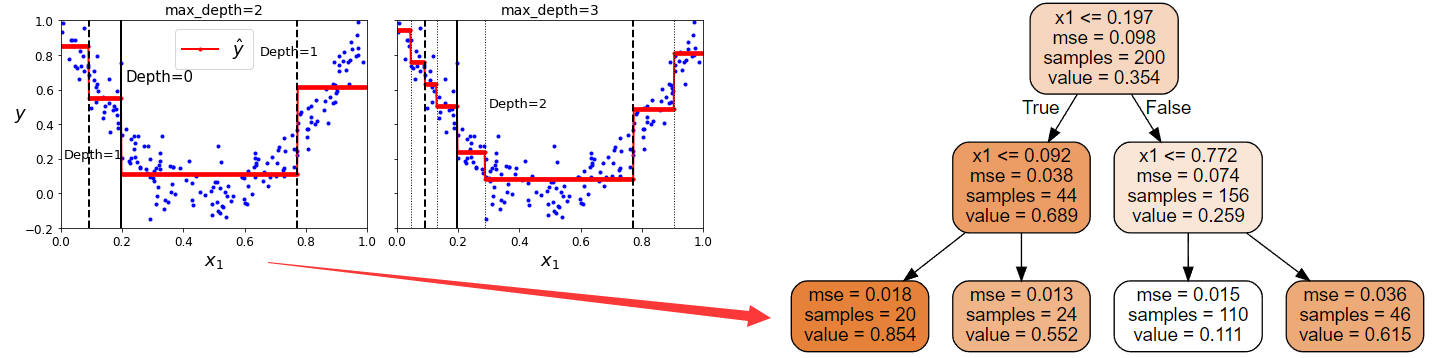 max_depth=2
1.0
0.8
0.6
0.4
0.2
0.0
−0.2
y
ŷ
Depth=1
Depth=0
Depth=1
0.0 0.2 0.4 0.6 0.8 1.0
x1
max_depth=3
Depth=2
0.0 0.2 0.4 0.6 0.8 1.0
x1
x1 <= 0.197
mse = 0.098
samples = 200
value = 0.354
True
False
x1 <= 0.092
mse = 0.038
samples = 44
value = 0.689
x1 <= 0.772
mse = 0.074
samples = 156
value = 0.259
mse = 0.018
samples = 20
value = 0.854
mse = 0.013
samples = 24
value = 0.552
mse = 0.015
samples = 110
value = 0.111
mse = 0.036
samples = 46
value = 0.615